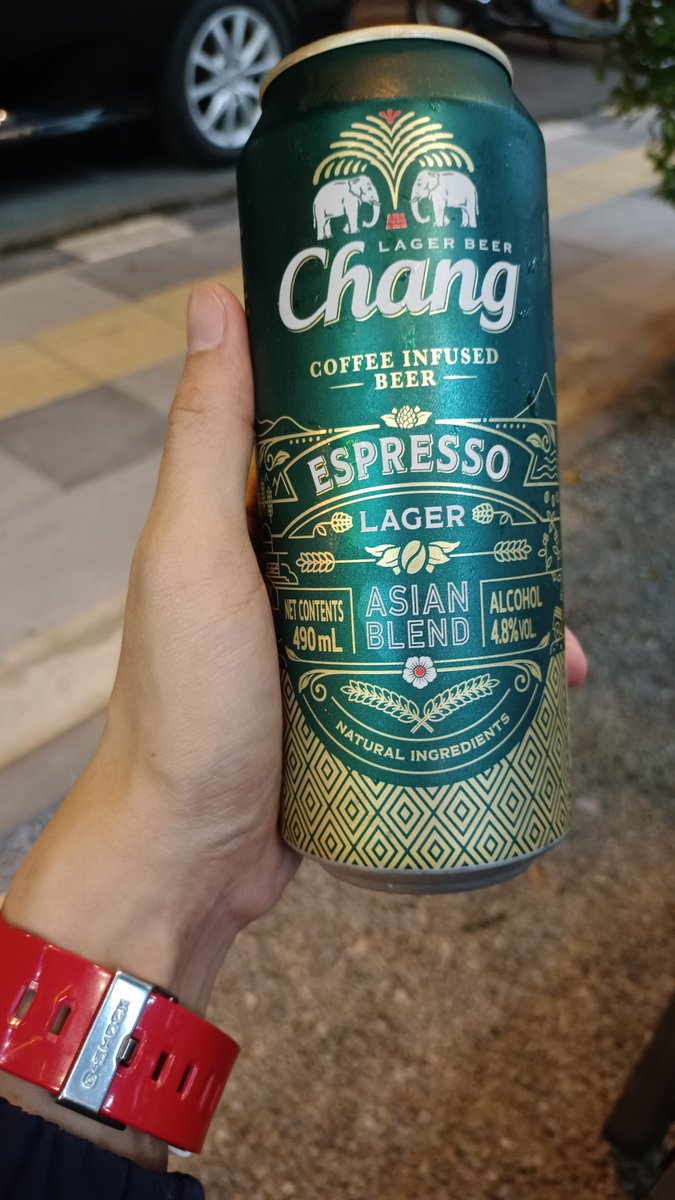 LAGER BEER
Chang
COFFEE INFUSED
BEER
ESPRESSO
LAGER
ASIAN
BLEND
NET CONTENTS
490 mL
ALCOHOL
4.8% VOL
NATURAL INGREDIENTS
G-SHOCK